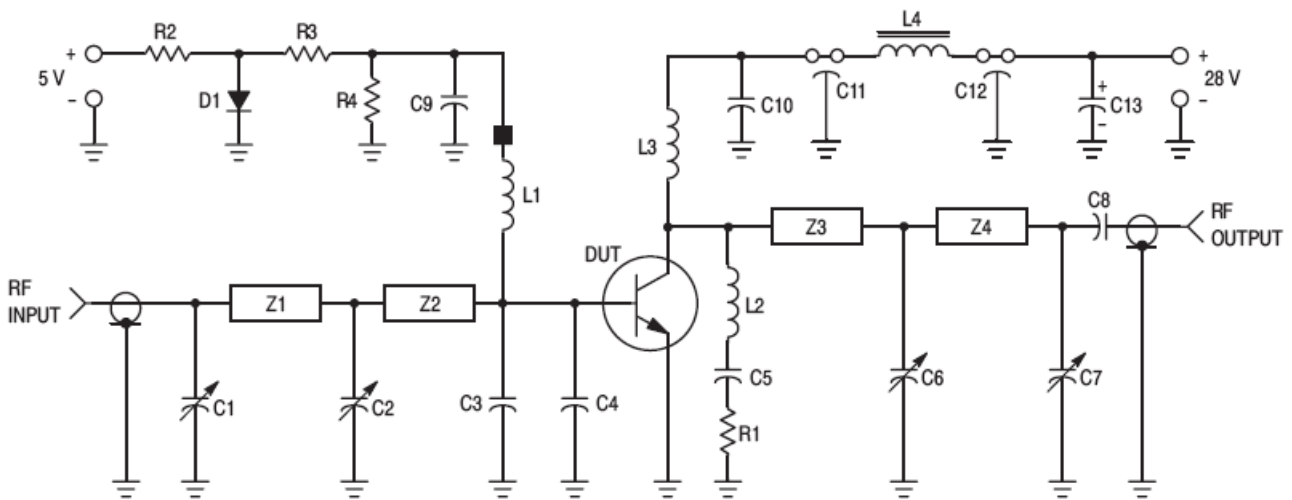 L4
R2
R3
+
5 V
-
D1
R4
C9
C10
C11
C12
+
C13
-
+
28 V
-
L1
L3
C8
RF
OUTPUT
Z3
Z4
DUT
RF
INPUT
Z1
Z2
L2
C1
C2
C3
C4
C5
R1
C6
C7